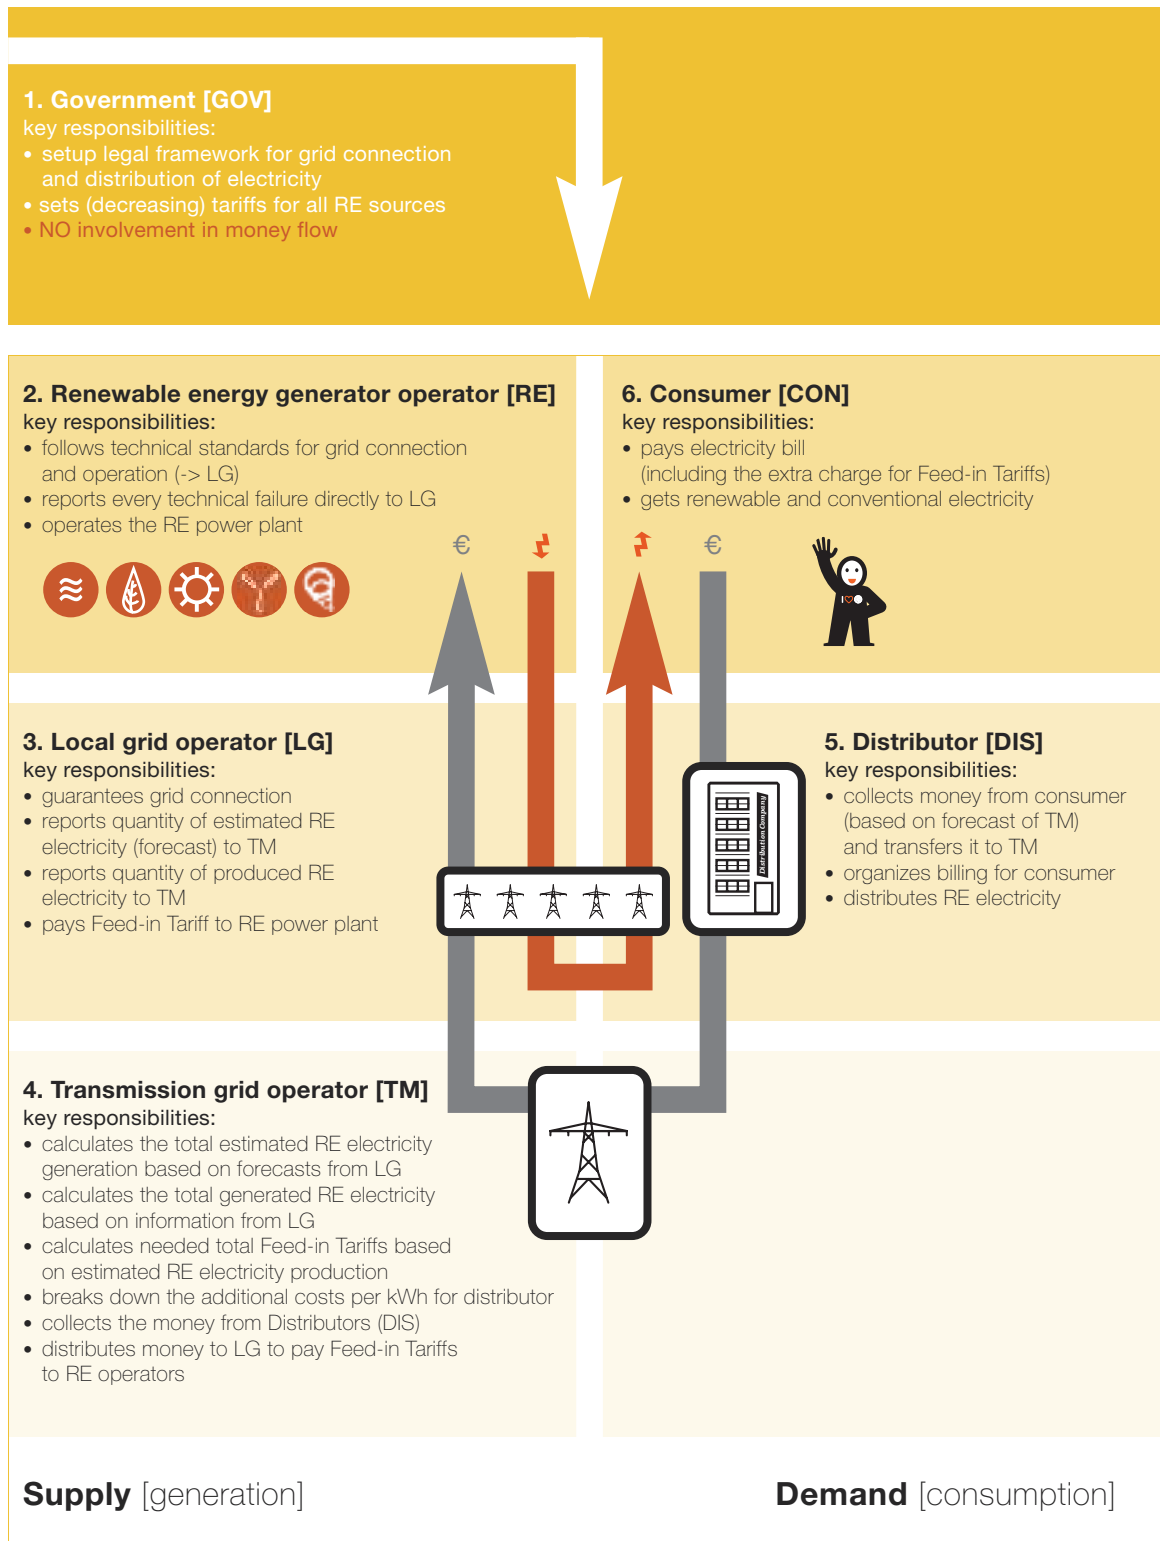 1. Government [GOV]
key responsibilities:
• setup legal framework for grid connection
and distribution of electricity
• sets (decreasing) tariffs for all RE sources
• NO involvement in money flow
2. Renewable energy generator operator [RE]
key responsibilities:
• follows technical standards for grid connection
and operation (-> LG)
• reports every technical failure directly to LG
• operates the RE power plant
€
6. Consumer [CON]
key responsibilities:
• pays electricity bill
(including the extra charge for Feed-in Tariffs)
• gets renewable and conventional electricity
€
I
3. Local grid operator [LG]
key responsibilities:
• guarantees grid connection
• reports quantity of estimated RE
electricity (forecast) to TM
• reports quantity of produced RE
electricity to TM
• pays Feed-in Tariff to RE power plant
Distribution Company
5. Distributor [DIS]
key responsibilities:
• collects money from consumer
(based on forecast of TM)
and transfers it to TM
• organizes billing for consumer
• distributes RE electricity
4. Transmission grid operator [TM]
key responsibilities:
• calculates the total estimated RE electricity
generation based on forecasts from LG
• calculates the total generated RE electricity
based on information from LG
• calculates needed total Feed-in Tariffs based
on estimated RE electricity production
• breaks down the additional costs per kWh for distributor
• collects the money from Distributors (DIS)
• distributes money to LG to pay Feed-in Tariffs
to RE operators
Supply [generation]
Demand [consumption]